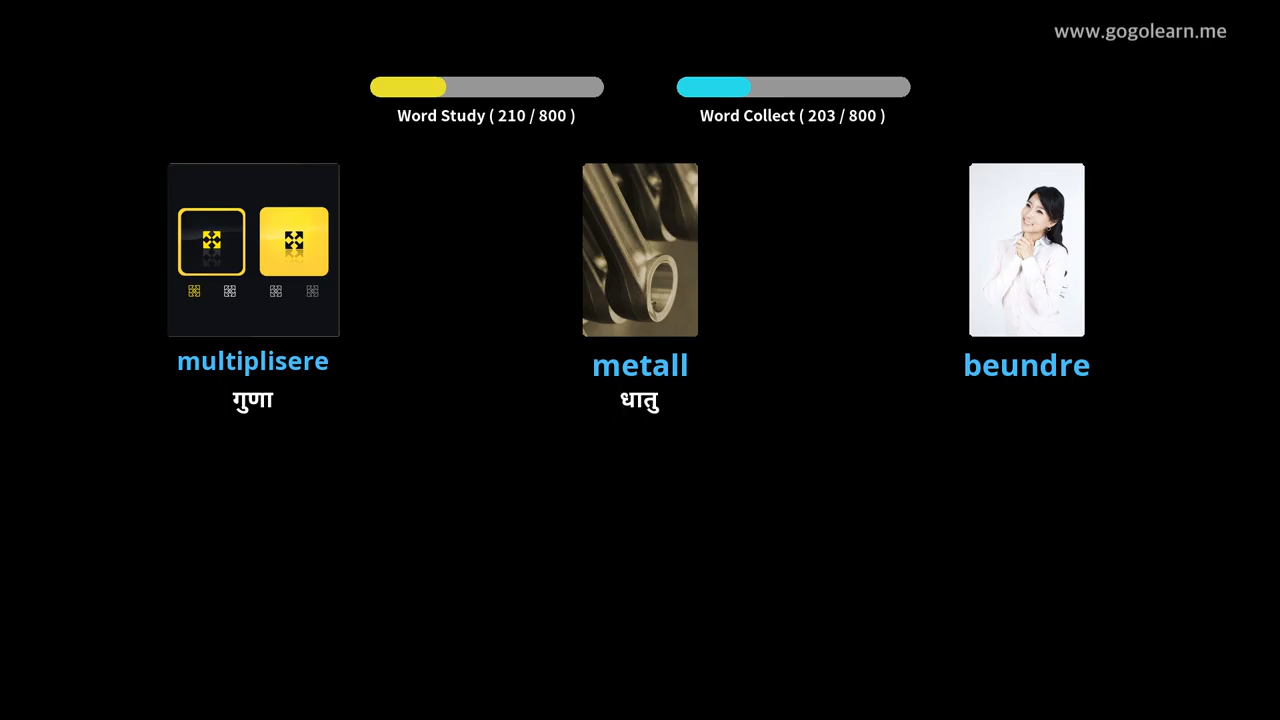 www.gogolearn.me
Word Study ( 210 / 800 )
Word Collect ( 203 / 800 )
multiplisere
गुणा
metall
धातु
beundre